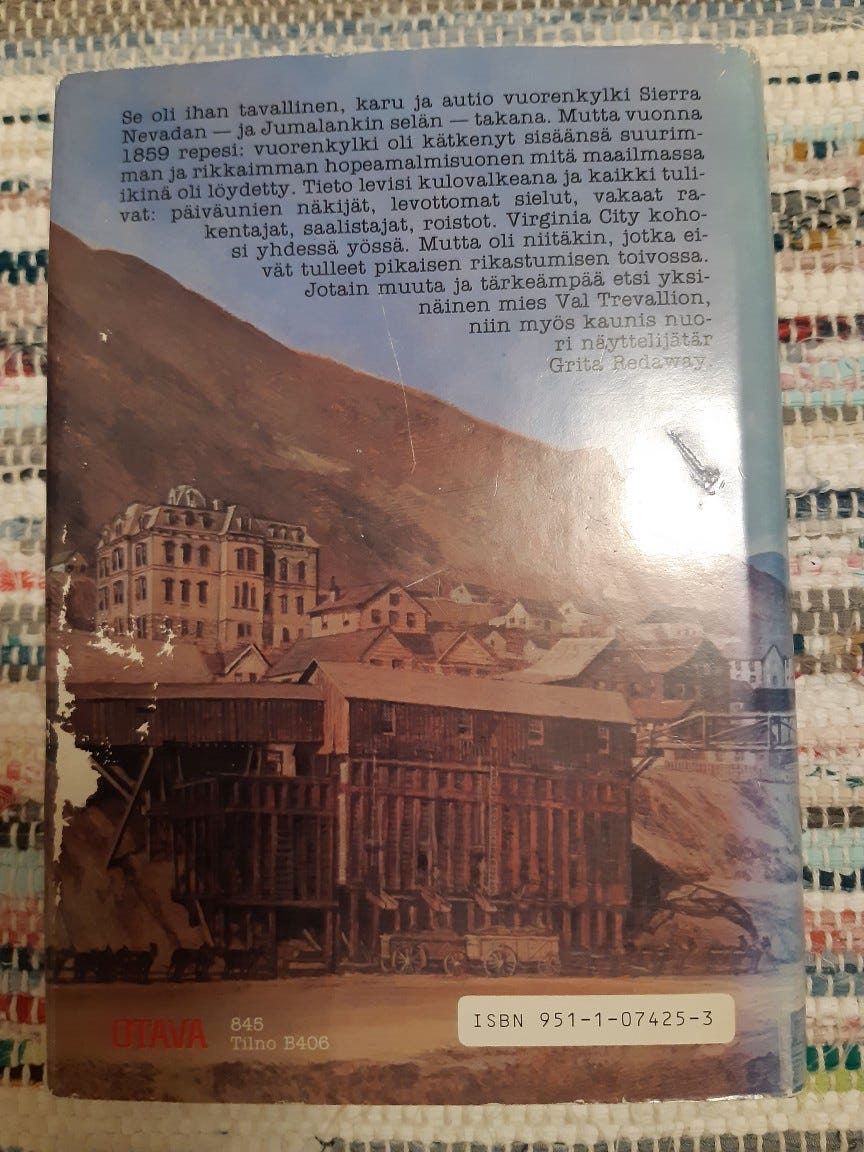 Se oli ihan tavallinen, karu ja autio vuorenkylki Sierra
Nevadan — ja Jumalankin selän — takana. Mutta vuonna
1859 repesi: vuorenkylki oli kätkenyt sisäänsä suurim-
man ja rikkaimman hopeamalmisuonen mitä maailmassa
ikinä oli löydetty. Tieto levisi kulovalkeana ja kaikki tuli-
vat: päiväunien näkijät, levottomat sielut, vakaat ra-
kentajat, saalistajat, roistot. Virginia City koho-
si yhdessä yössä. Mutta oli niitäkin, jotka ei-
vät tulleet pikaisen rikastumisen toivossa.
Jotain muuta ja tärkeämpää etsi yksi-
näinen mies Val Trevallion,
niin myös kaunis nuo-
ri näyttelijätär
Grita Redaway.
OTAVA
845
Tilno B406
ISBN 951-1-07425-3